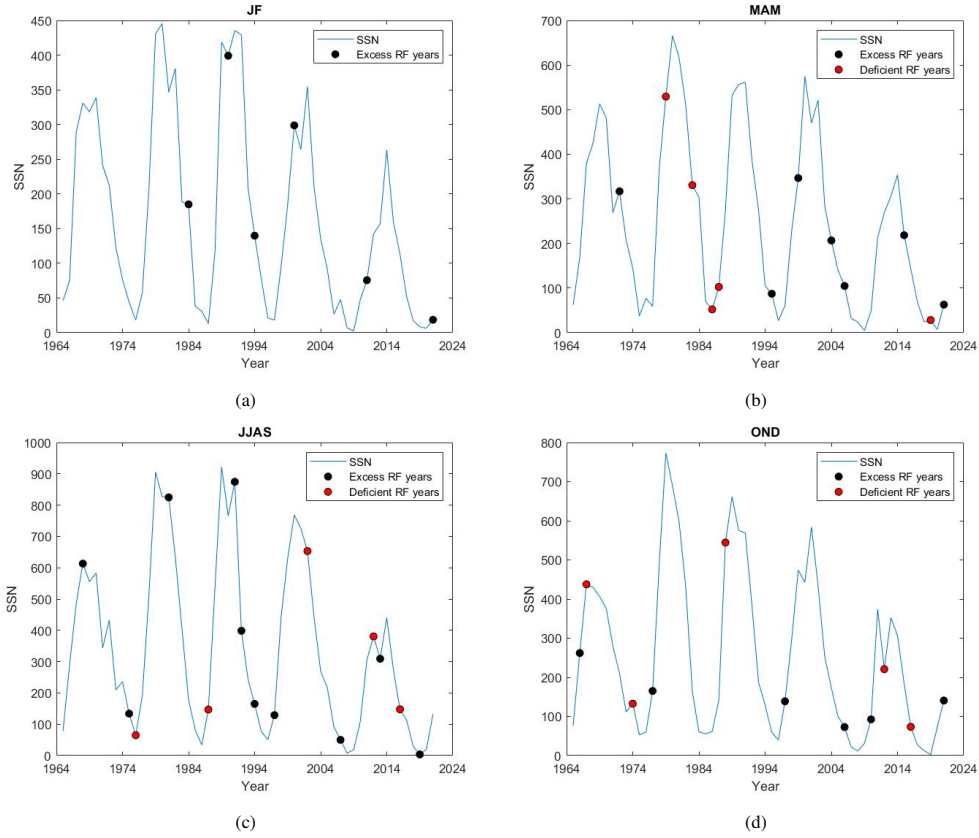 JF
450
400
350
300
250
200
150
100
50
0
SSN
SSN
Excess RF years
1964 1974 1984 1994 2004 2014 2024
Year
(a)
MAM
700
600
500
400
300
200
100
0
SSN
SSN
Excess RF years
Deficient RF years
1964 1974 1984 1994 2004 2014 2024
Year
(b)
JJAS
1000
900
800
700
600
500
400
300
200
100
0
SSN
SSN
Excess RF years
Deficient RF years
1964 1974 1984 1994 2004 2014 2024
Year
(c)
OND
800
700
600
500
400
300
200
100
0
SSN
SSN
Excess RF years
Deficient RF years
1964 1974 1984 1994 2004 2014 2024
Year
(d)